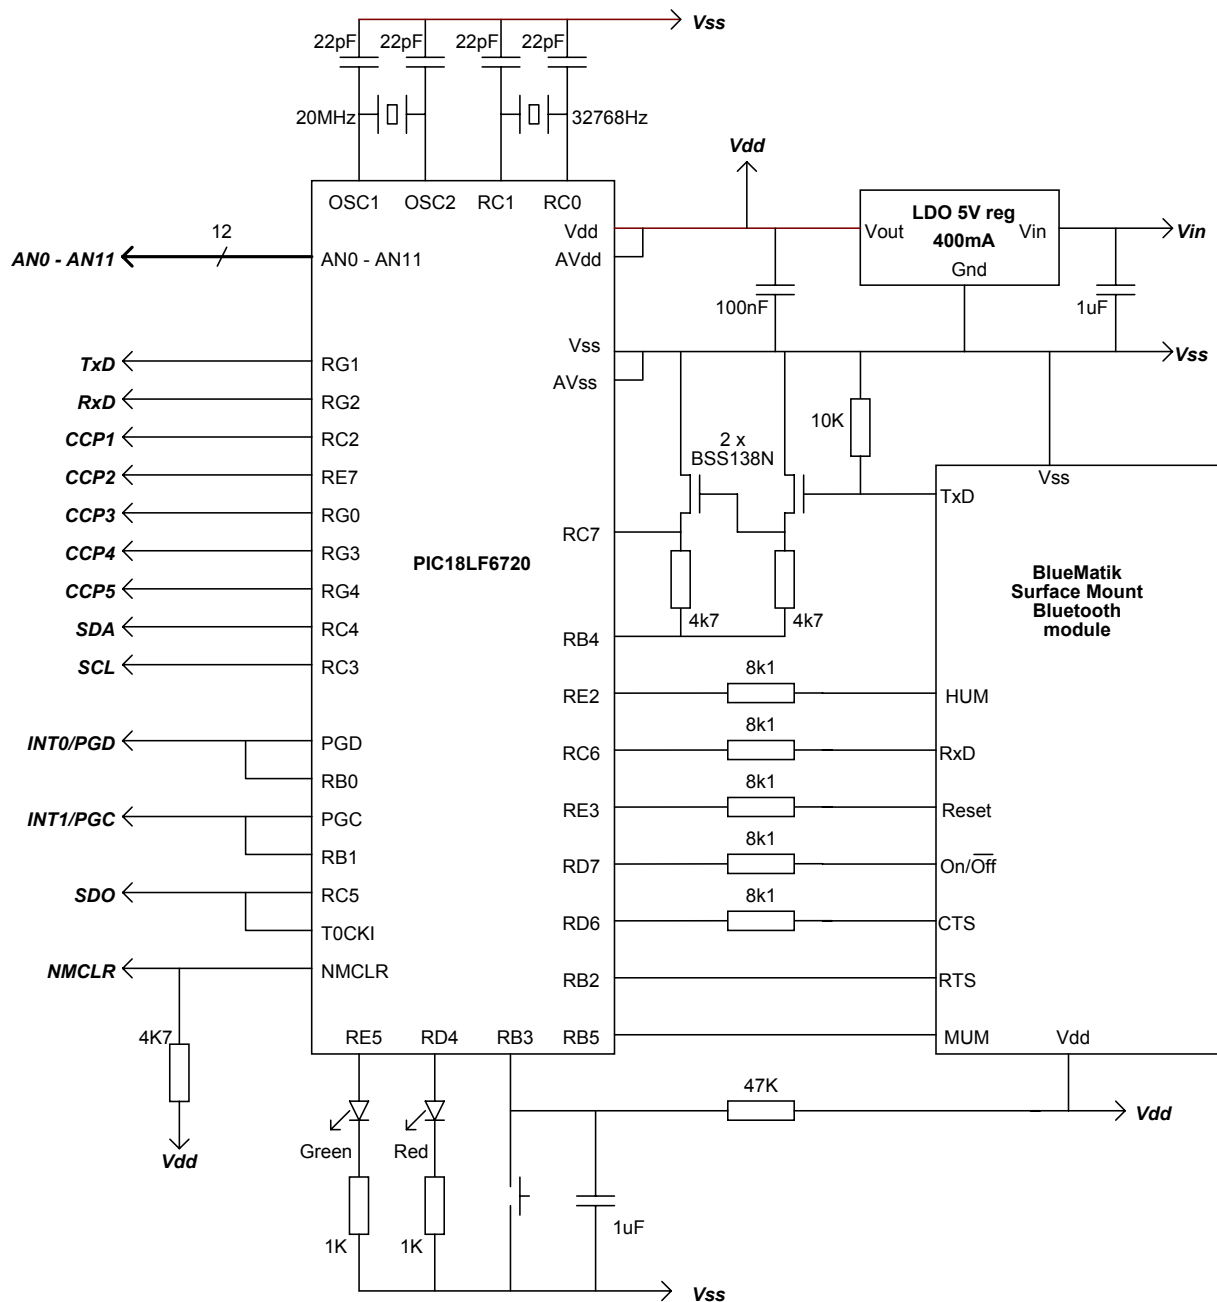 Vss
22pF 22pF 22pF 22pF
20MHz
32768Hz
OSC1 OSC2 RC1 RC0
Vdd
LDO 5V reg
400mA
Vout
Vin
Gnd
Vin
Vdd
AVdd
12
AN0 - AN11
AN0 - AN11
100nF
1uF
Vss
AVss
Vss
TxD
RG1
RxD
RG2
CCP1
RC2
CCP2
RE7
CCP3
RG0
CCP4
RG3
CCP5
RG4
SDA
RC4
SCL
RC3
2 x
BSS138N
10K
RC7
PIC18LF6720
4k7
4k7
RB4
Vss
TxD
BlueMatik
Surface Mount
Bluetooth
module
RE2
8k1
HUM
INT0/PGD
PGD
RB0
RC6
8k1
RxD
INT1/PGC
PGC
RB1
RE3
8k1
Reset
RD7
8k1
On/Off
SDO
RC5
T0CKI
RD6
8k1
CTS
NMCLR
NMCLR
RB2
RTS
RE5 RD4 RB3 RB5
MUM
Vdd
4K7
Vdd
47K
Vdd
Green
Red
1K
1K
1uF
Vss